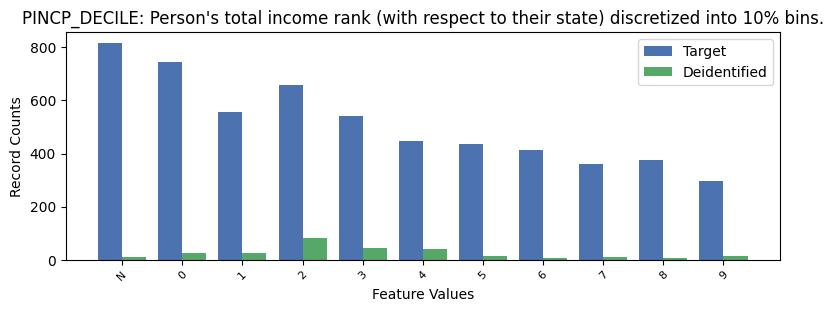 PINCP_DECILE: Person's total income rank (with respect to their state) discretized into 10% bins.
Target
Deidentified
Record Counts
800
600
400
200
0
N 0 1 2 3 4 5 6 7 8 9
Feature Values